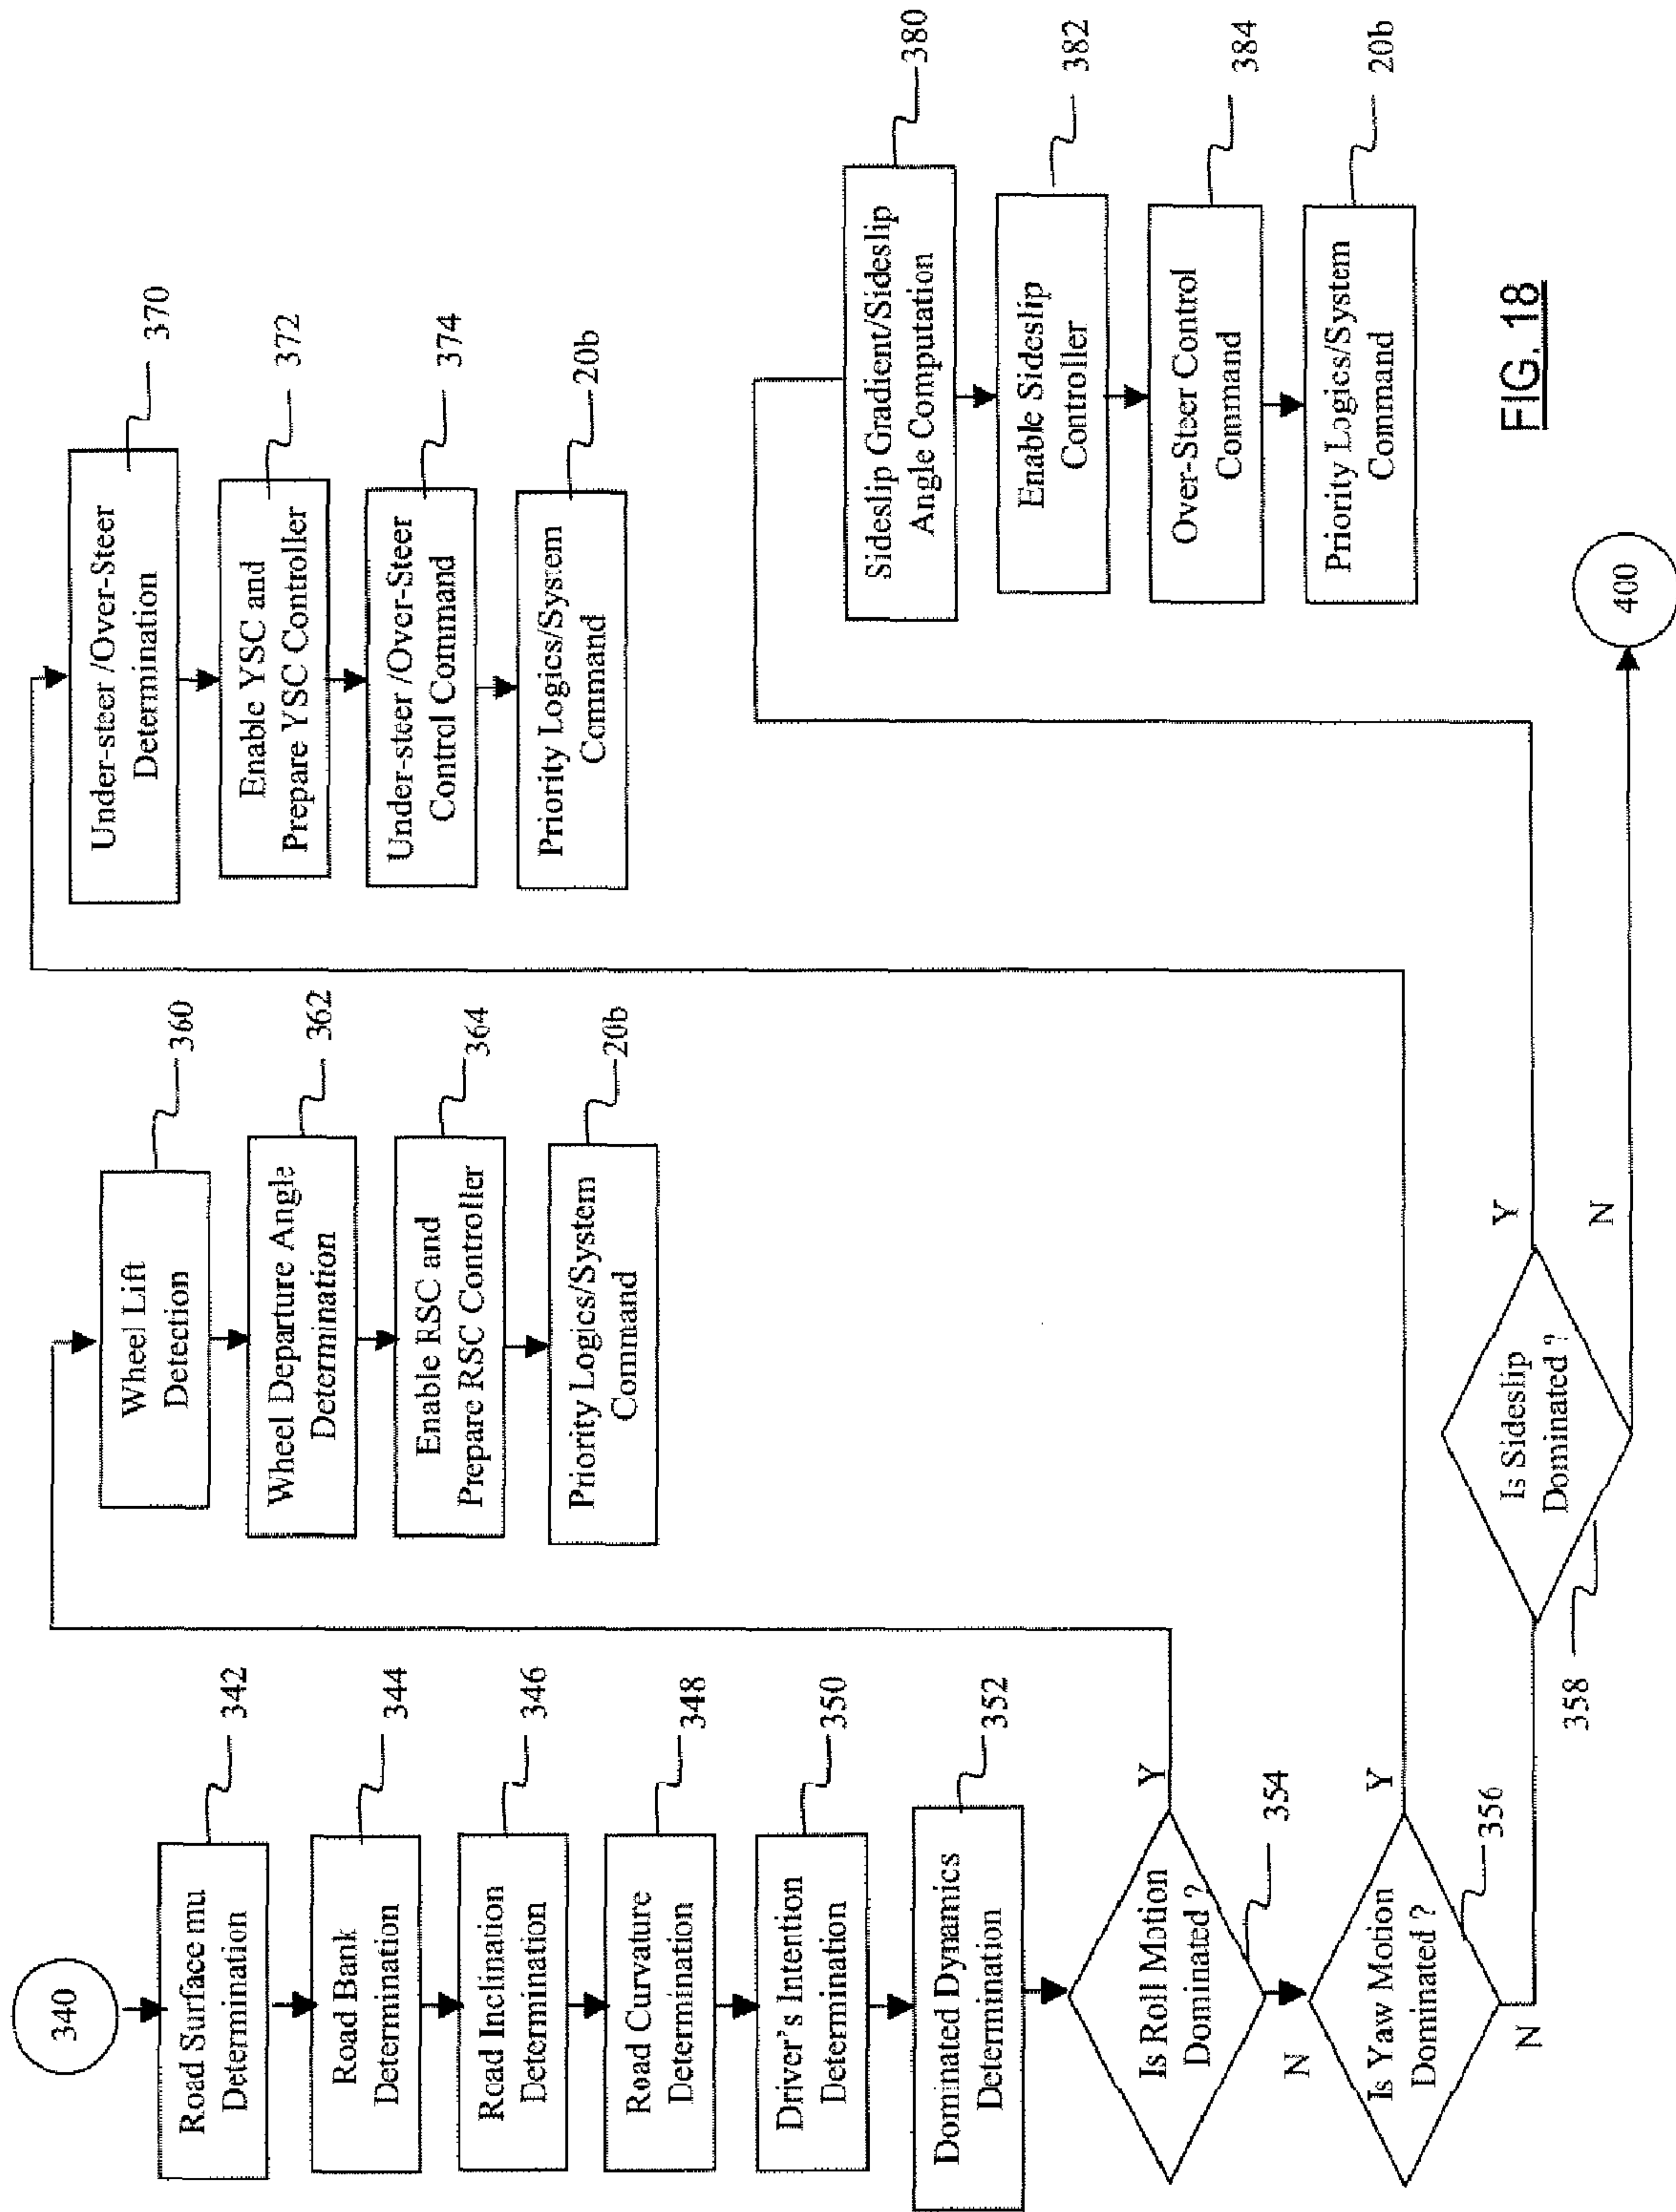 340
Road Surface mu
Determination
342
Road Bank
Determination
344
Road Inclination
Determination
346
Road Curvature
Determination
348
Driver's Intention
Determination
350
Dominated Dynamics
Determination
352
Is Roll Motion
Dominated ?
Y
354
N
Is Yaw Motion
Dominated ?
Y
356
N
Wheel Lift
Detection
360
Wheel Departure Angle
Determination
362
Enable RSC and
Prepare RSC Controller
364
Priority Logics/System
Command
20b
Is Sideslip
Dominated ?
Y
N
358
Under-steer /Over-Steer
Determination
370
Enable YSC and
Prepare YSC Controller
372
Under-steer /Over-Steer
Control Command
374
Priority Logics/System
Command
20b
Sideslip Gradient/Sideslip
Angle Computation
380
Enable Sideslip
Controller
382
Over-Steer Control
Command
384
Priority Logics/System
Command
20b
400
FIG. 18